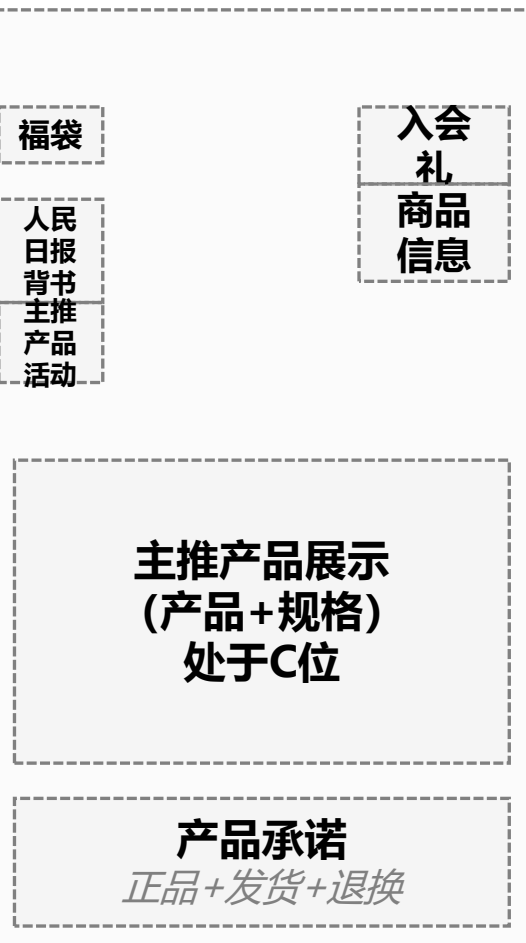 福袋
入会
礼
商品
信息
人民
日报
背书
主推
产品
活动
主推产品展示
（产品+规格）
处于C位
产品承诺
正品+发货+退换